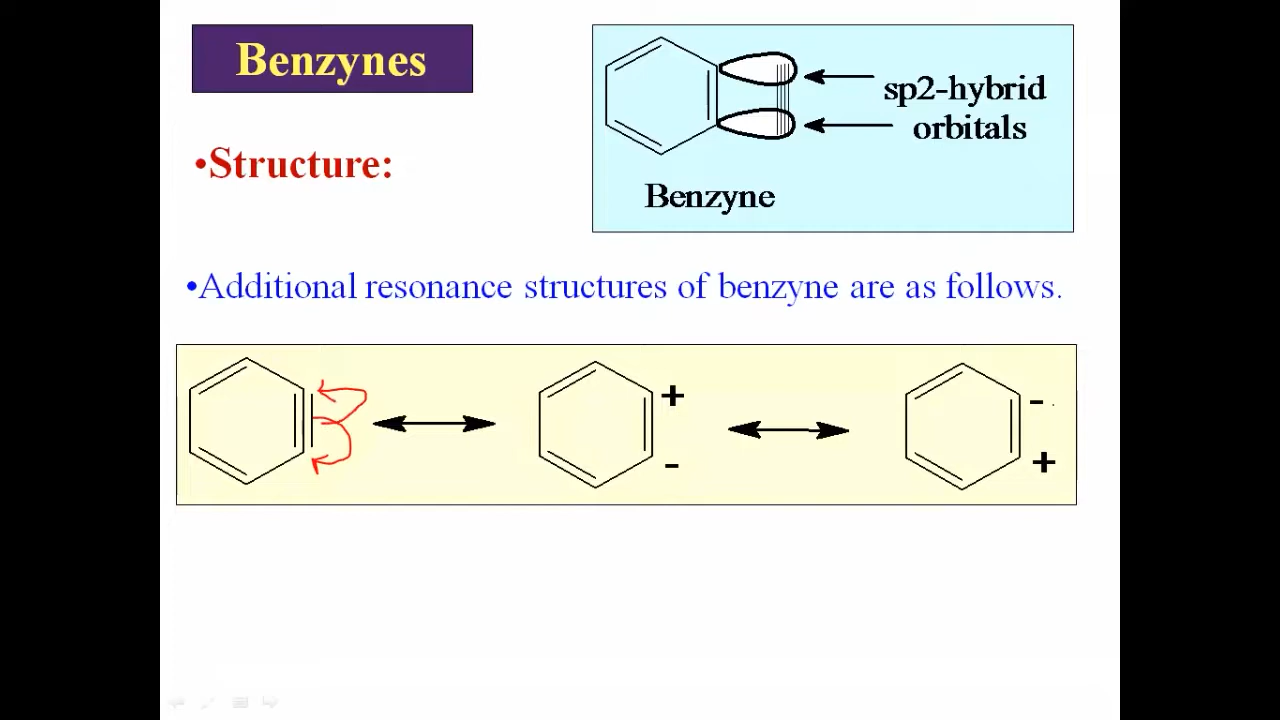 Benzynes
sp2-hybrid
orbitals
Benzyne
•Structure:
•Additional resonance structures of benzyne are as follows.
+
-
-
+